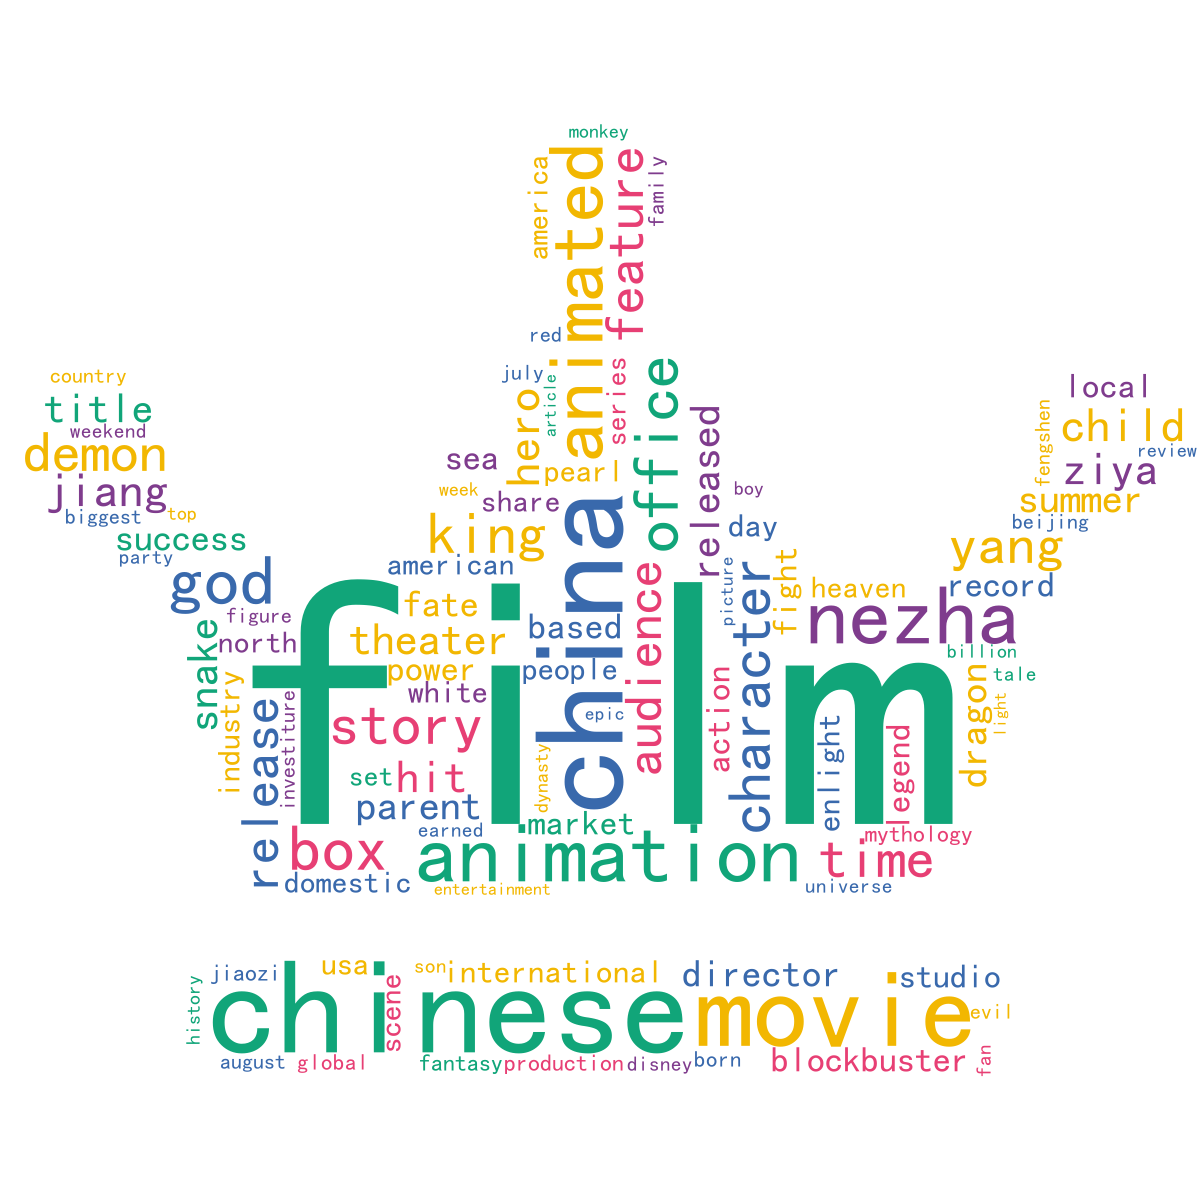 monkey
america
animated
feature
family
red
july
article
series
hero
office
country
title
weekend
demon
jiang
biggest
top
success
party
god
figure
north
snake
industry
sea
week
share
pearl
king
american
released
boy
day
local
child
fengshen
review
ziya
summer
beijing
yang
record
heaven
fight
picture
nezha
billion
tale
dragon
light
film
fate
theater
power
white
based
people
china
epic
audience
action
character
story
release
investiture
set
hit
parent
earned
dynasty
market
enlight
legend
mythology
box
animation
time
domestic
entertainment
universe
history
jiaozi
usa
scene
son
international
director
studio
chinese
movie
evil
august
global
fantasy
production
disney
born
blockbuster
fan